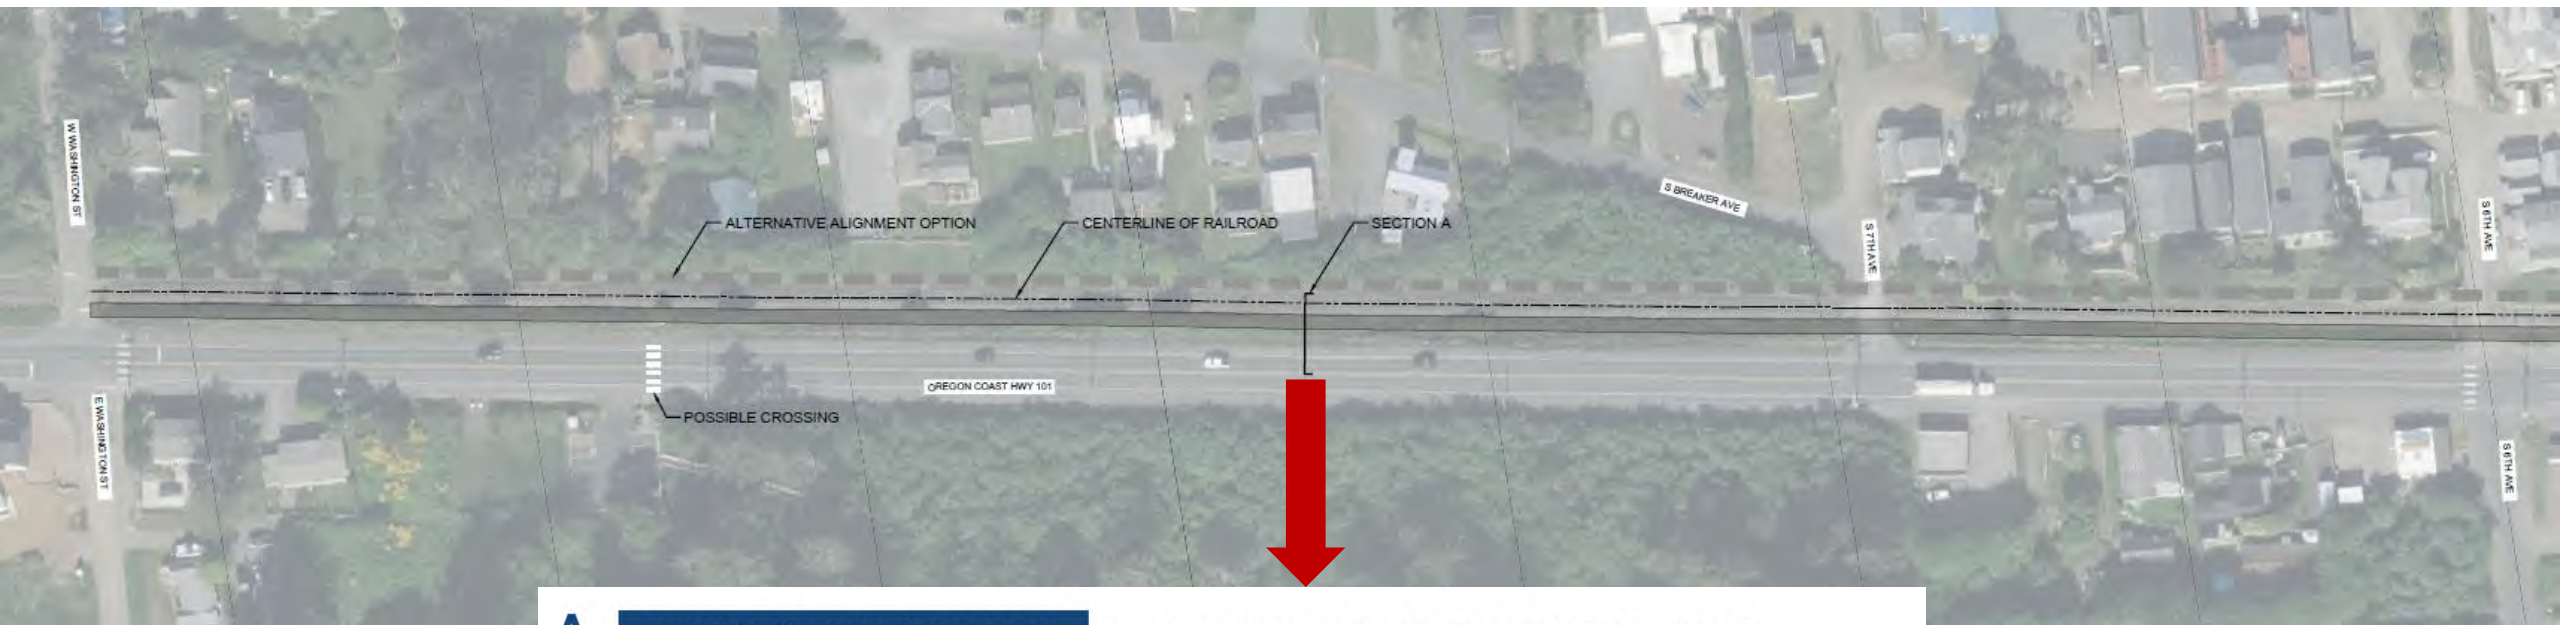 W WASHINGTON ST
ALTERNATIVE ALIGNMENT OPTION
CENTERLINE OF RAILROAD
SECTION A
S BREAKER AVE
S 7TH AVE
S 6TH AVE
OREGON COAST HWY 101
POSSIBLE CROSSING
E WASHINGTON ST
S 6TH AVE
A